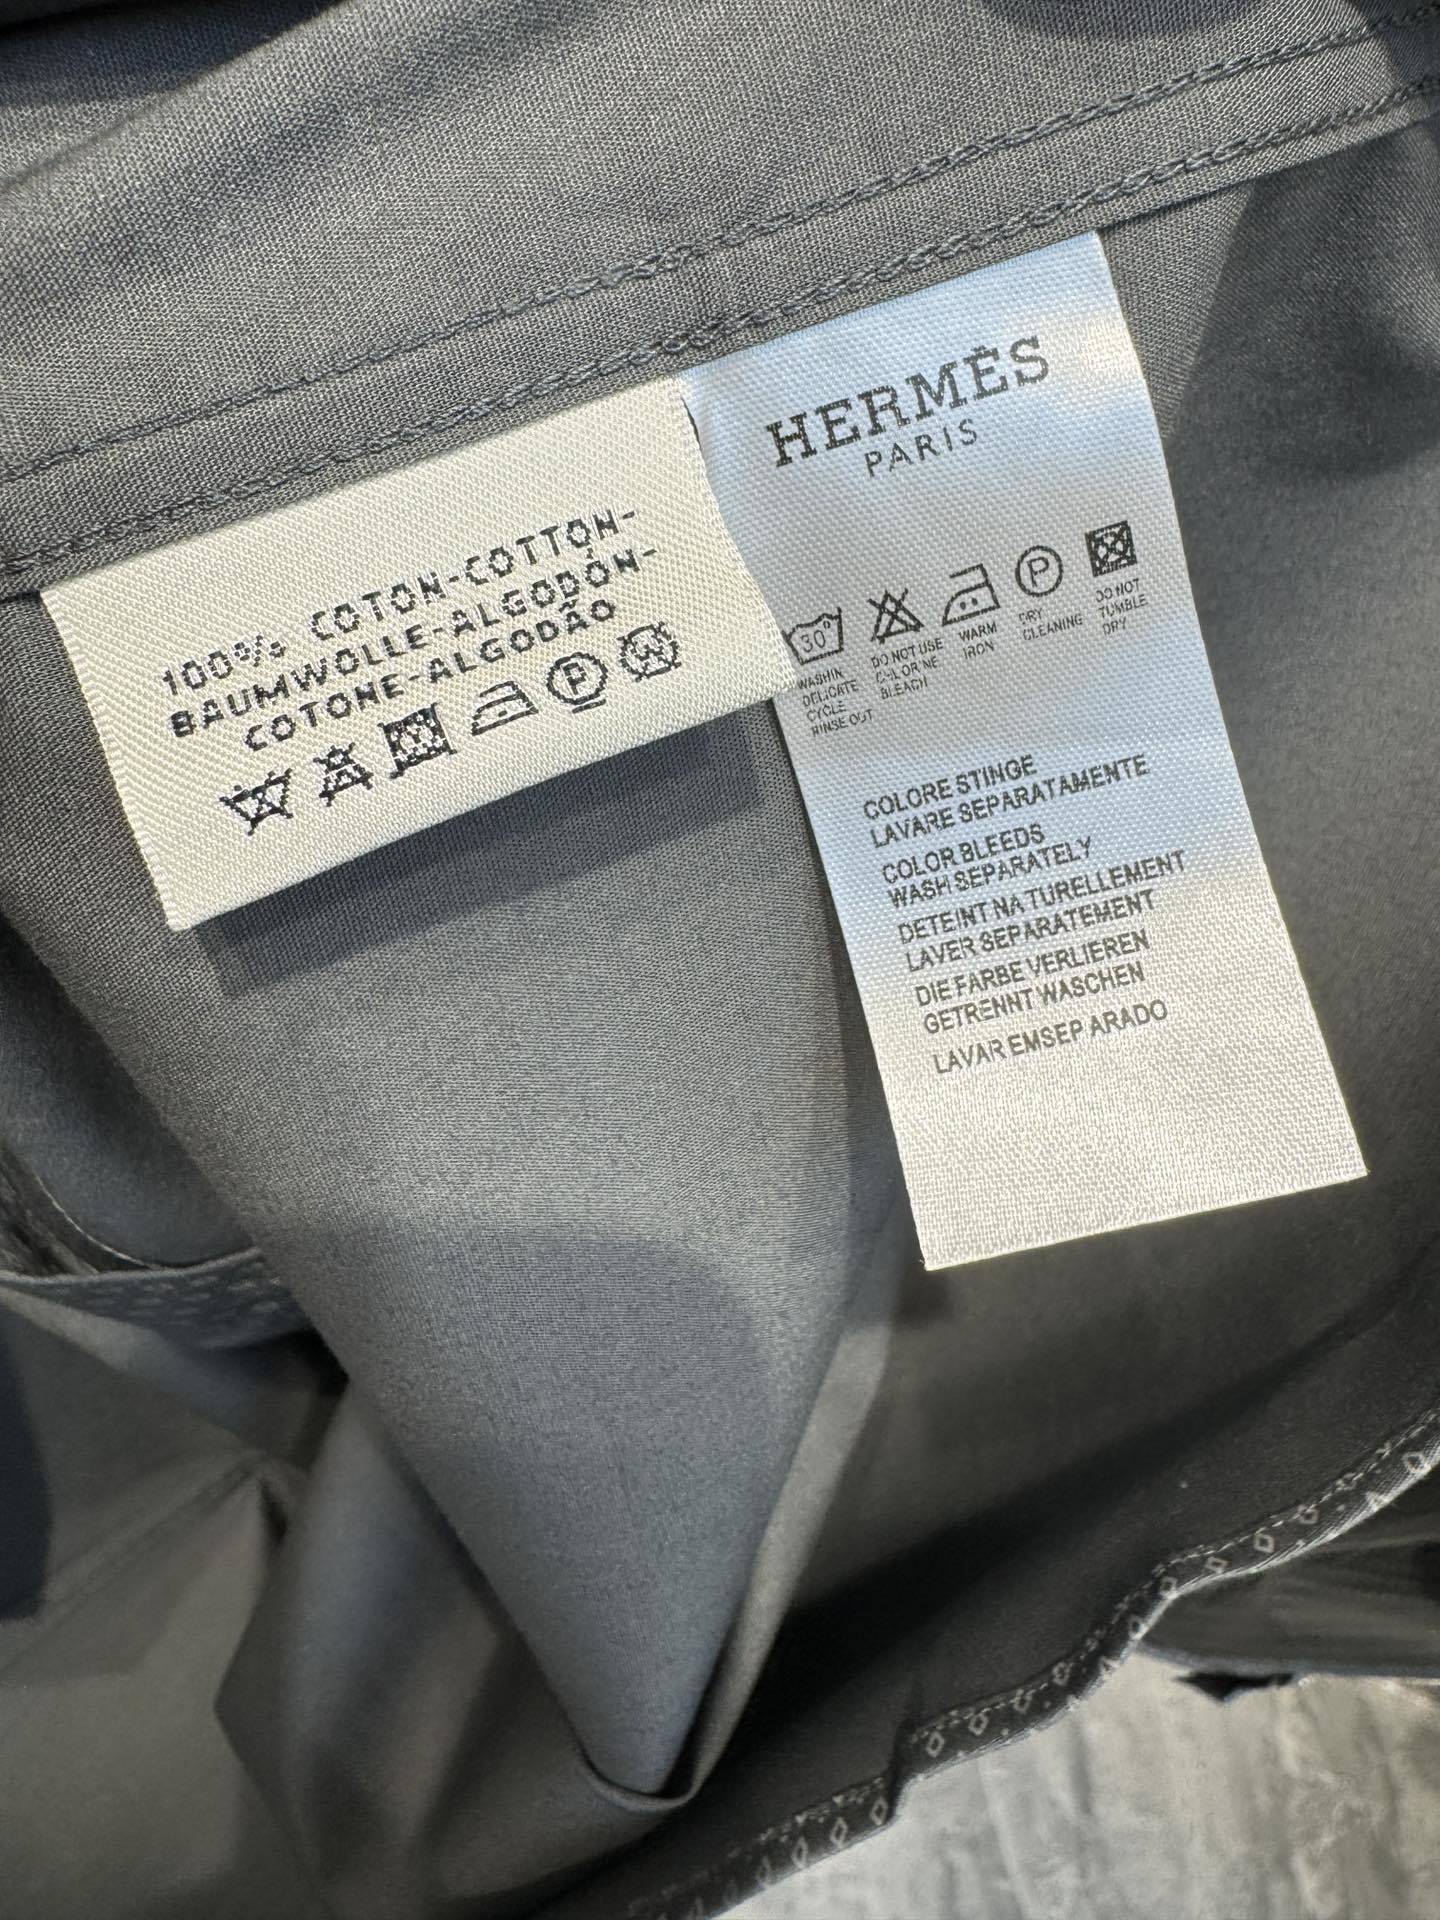 100% COTON-COTTON-
BAUMWOLLE-ALGODÓN-
COTONE-ALGODÃO
P
W
HERMÈS
PARIS
30°
WASHIN
DELICATE
CYCLE
RINSE OUT
DO NOT USE
CHLORINE
BLEACH
WARM
IRON
P
DRY
CLEANING
DO NOT
TUMBLE
DRY
COLORE STINGE
LAVARE SEPARATAMENTE
COLOR BLEEDS
WASH SEPARATELY
DETEINT NATURELLEMENT
LAVER SEPARATEMENT
DIE FARBE VERLIEREN
GETRENNT WASCHEN
LAVAR EMSEP ARADO